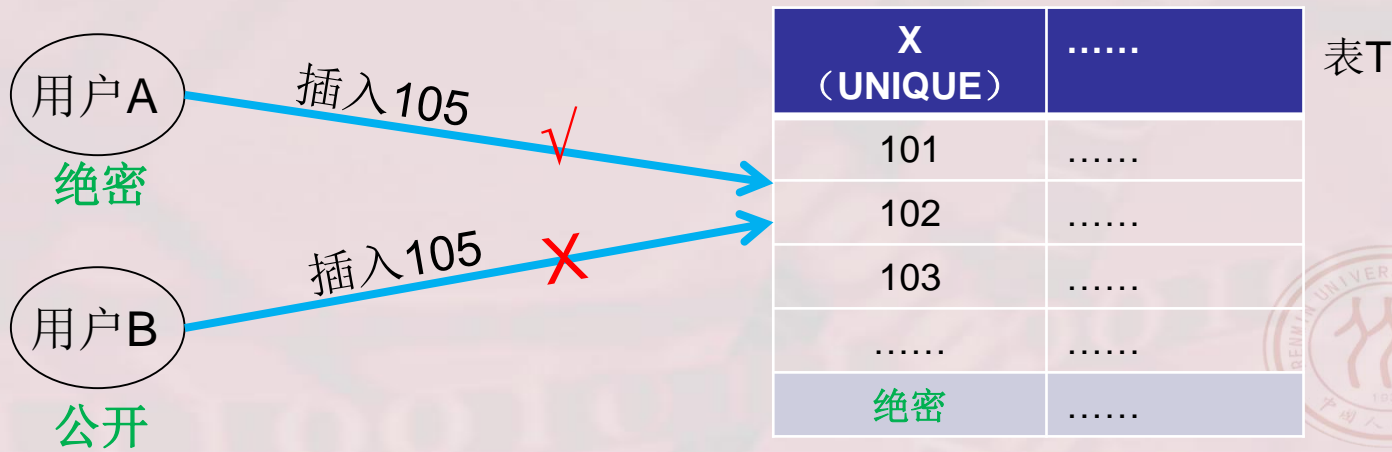 用户A
插入105
√
绝密
用户B
插入105
X
公开
表T
X ……
（UNIQUE）
101 ……
102 ……
103 ……
…… ……
绝密 ……